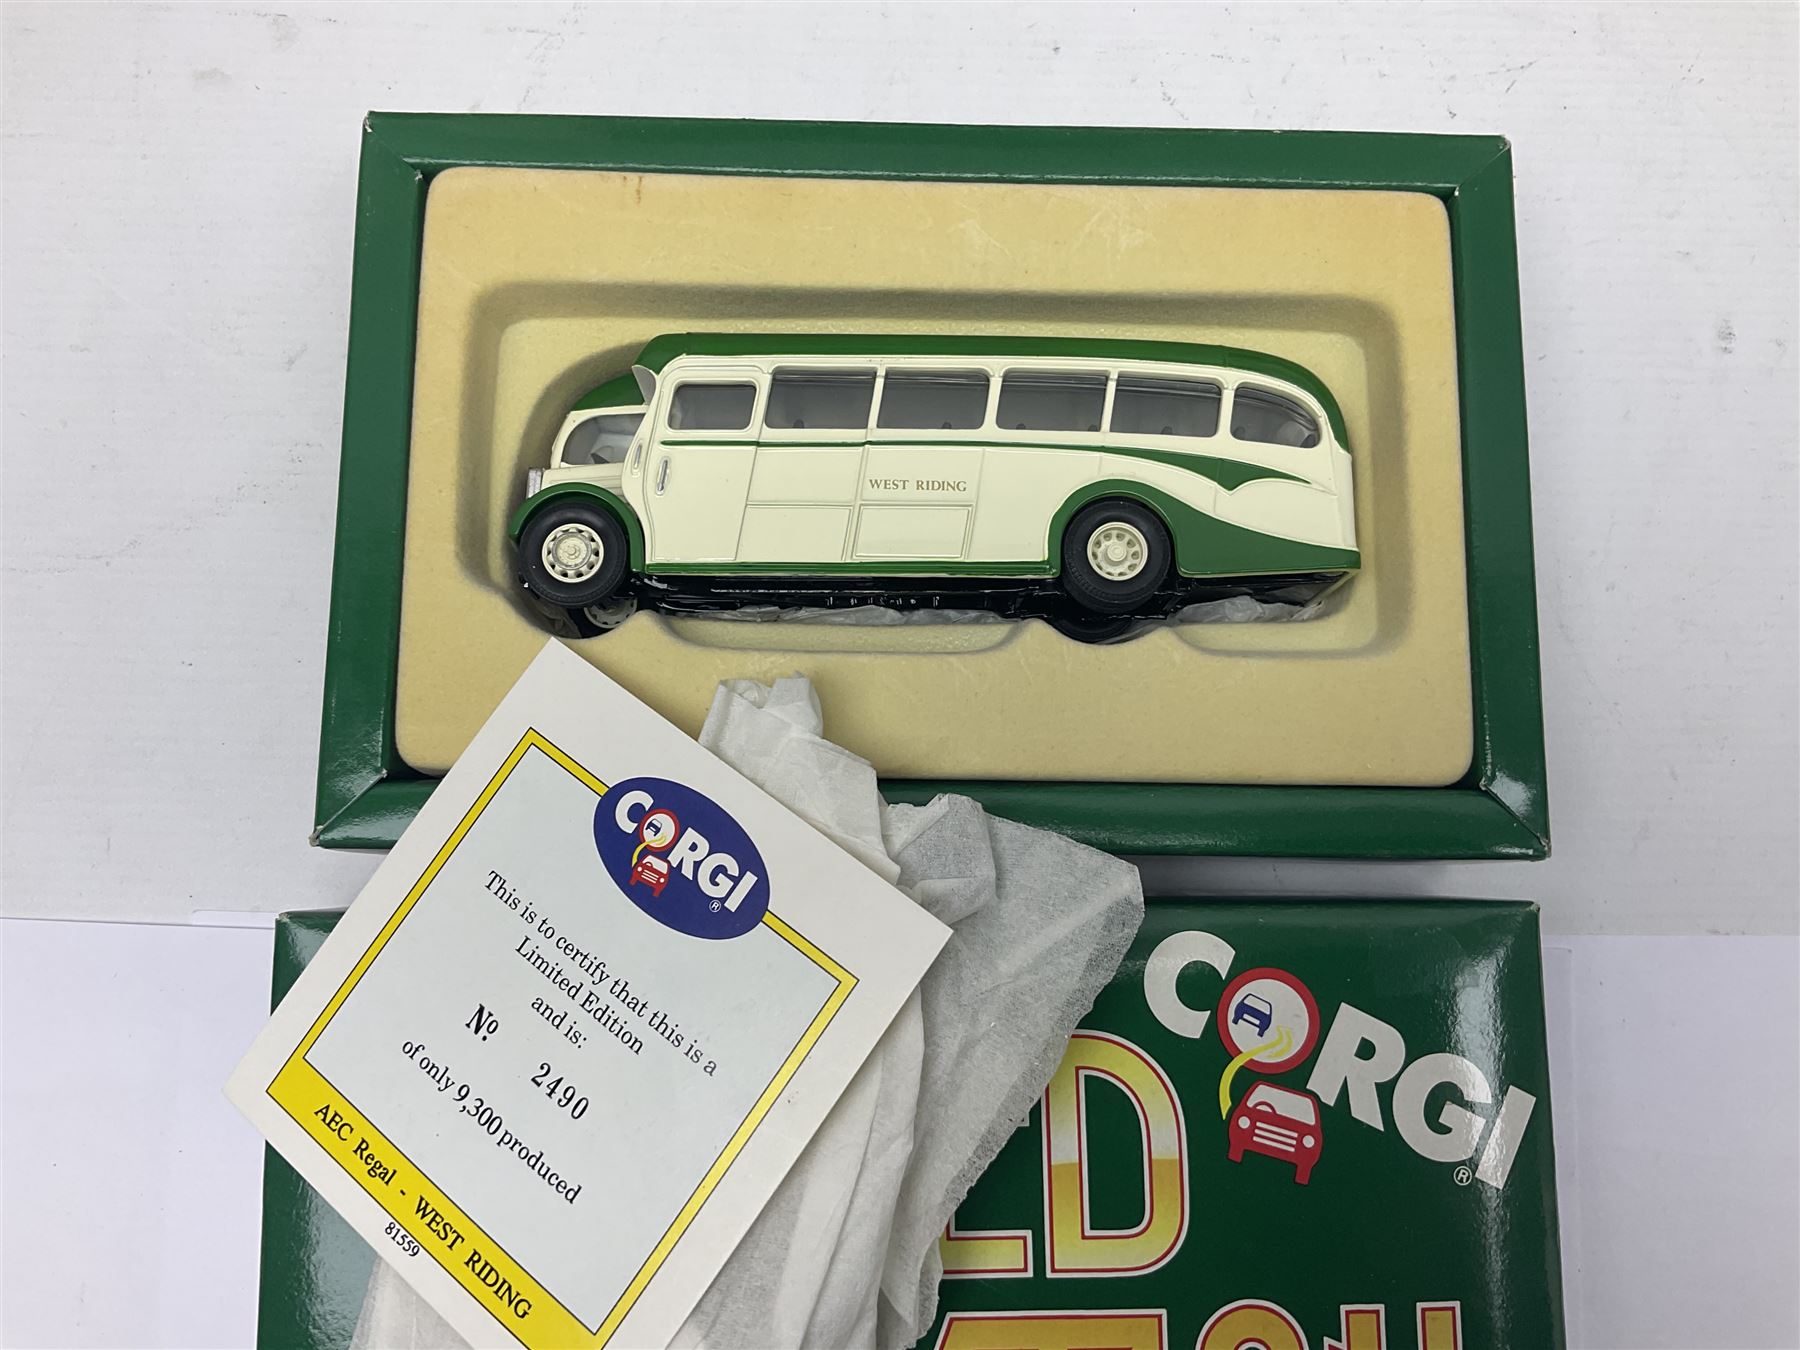 WEST RIDING
CORGI
®
This is to certify that this is a
Limited Edition
and is:
Nº 2490
of only 9,300 produced
AEC Regal - WEST RIDING
81559
CORGI
®